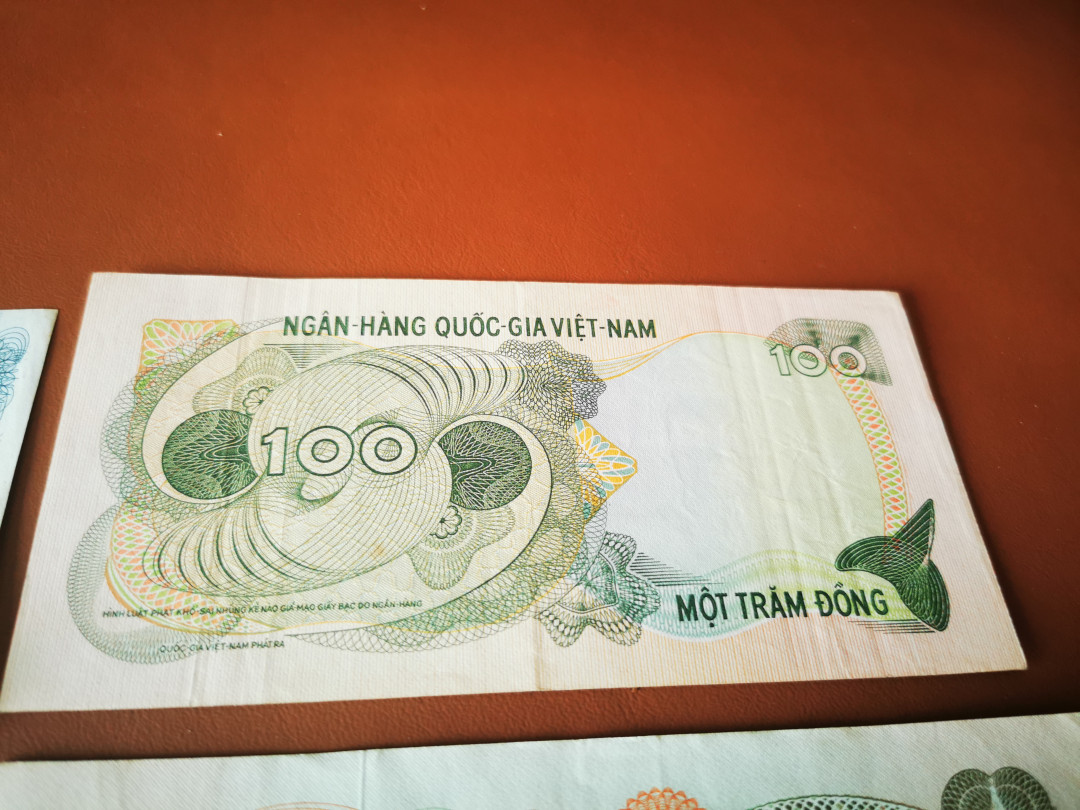 NGÂN-HÀNG QUỐC-GIA VIỆT-NAM
100
100
HÌNH LUẬT PHẠT KHỔ-SAI NHỮNG KẺ NÀO GIẢ-MẠO GIẤY BẠC DO NGÂN-HÀNG
QUỐC-GIA VIỆT-NAM PHÁT RA
MỘT TRĂM ĐỒNG